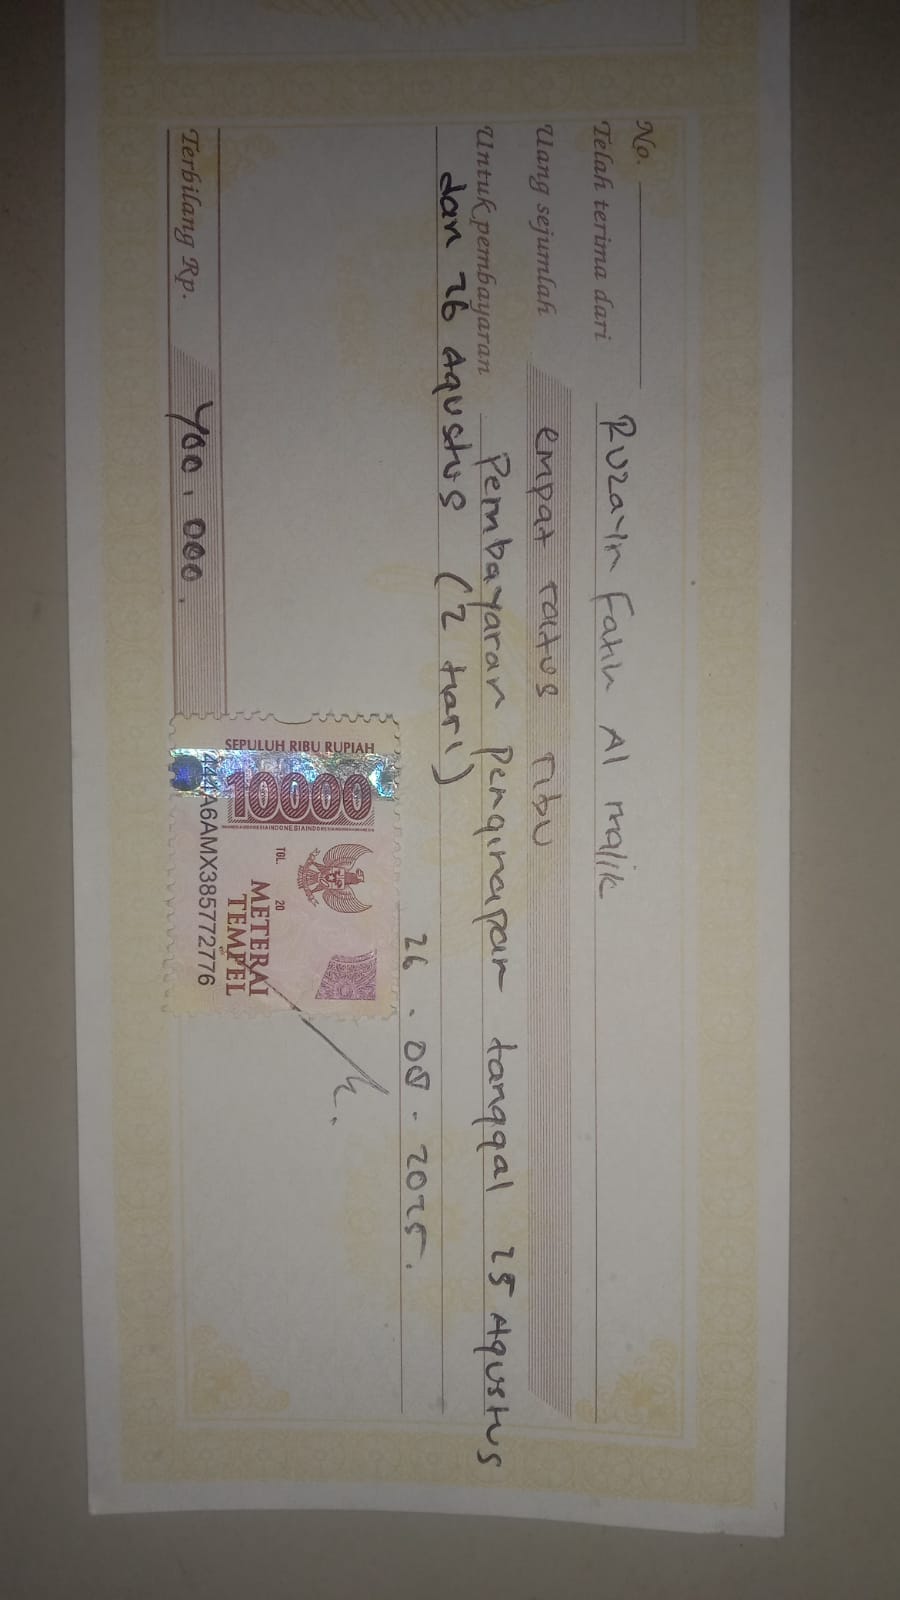 No.
Telah terima dari Ruzayin Fatih Al malik
Uang sejumlah empat ratus ribu
Untuk pembayaran Pembayaran Penginapan tanggal 25 Agustus
dan 26 Agustus (2 Hari)
26 - 08 - 2025.
Terbilang Rp. 400.000.
SEPULUH RIBU RUPIAH
10000
TGL. 20
METERAI
TEMPEL
A6AMX385772776